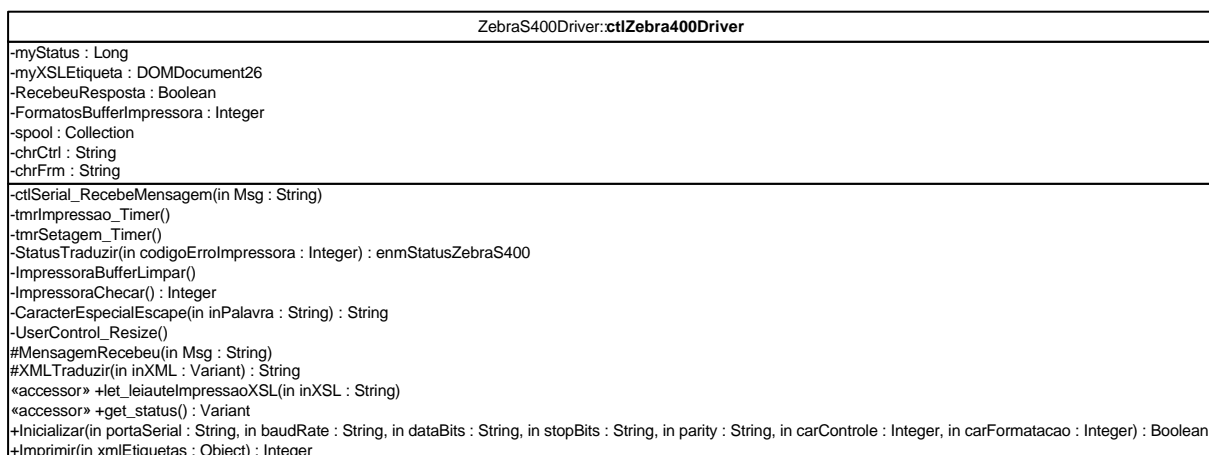 ZebraS400Driver::ctlZebra400Driver
-myStatus : Long
-myXSLEtiqueta : DOMDocument26
-RecebeuResposta : Boolean
-FormatosBufferImpressora : Integer
-spool : Collection
-chrCtrl : String
-chrFrm : String
-ctlSerial_RecebeMensagem(in Msg : String)
-tmrImpressao_Timer()
-tmrSetagem_Timer()
-StatusTraduzir(in codigoErroImpressora : Integer) : enmStatusZebraS400
-ImpressoraBufferLimpar()
-ImpressoraChecar() : Integer
-CaracterEspecialEscape(in inPalavra : String) : String
-UserControl_Resize()
#MensagemRecebeu(in Msg : String)
#XMLTraduzir(in inXML : Variant) : String
«accessor» +let_leiauteImpressaoXSL(in inXSL : String)
«accessor» +get_status() : Variant
+Inicializar(in portaSerial : String, in baudRate : String, in dataBits : String, in stopBits : String, in parity : String, in carControle : Integer, in carFormatacao : Integer) : Boolean
+Imprimir(in xmlEtiquetas : Object) : Integer